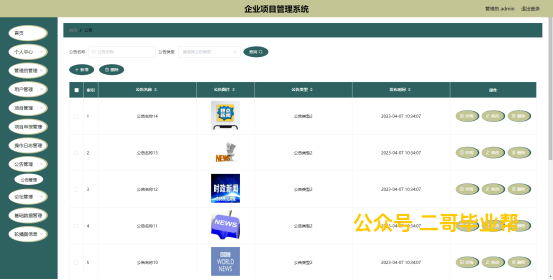 企业项目管理系统
管理员 admin 退出登录
首页
个人中心
管理员管理
用户管理
项目管理
项目申报管理
操作日志管理
公告管理
公告管理
论坛管理
基础数据管理
轮播图信息
公告
公告名称 公告名称 公告类型 查询
新增 删除
索引 公告名称 公告图片 公告类型 发布时间 操作
1 公告名称14 公告类型2 2023-04-07 10:34:07 详情 修改 删除
2 公告名称13 NEWS 公告类型2 2023-04-07 10:34:07 详情 修改 删除
3 公告名称12 时政新闻 公告类型2 2023-04-07 10:34:07 详情 修改 删除
4 公告名称11 NEWS 公告类型2 2023-04-07 10:34:07 详情 修改 删除
5 公告名称10 WORLD NEWS 公告类型2 2023-04-07 10:34:07 详情 修改 删除
公众号 二哥毕业帮